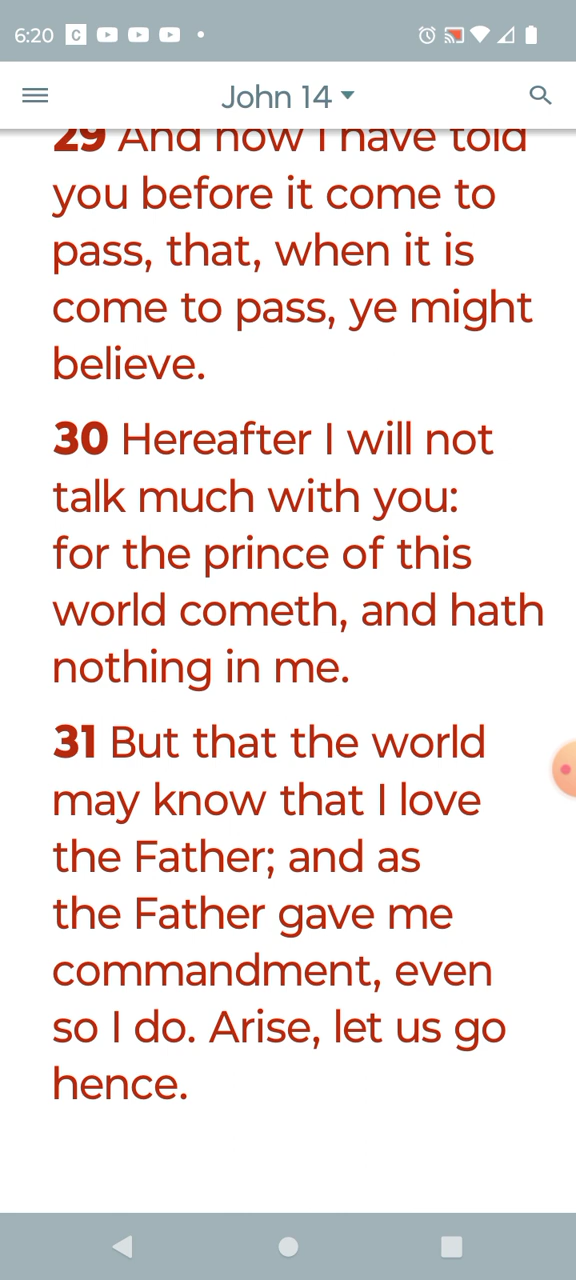 6:20 C
John 14
29 And now I have told
you before it come to
pass, that, when it is
come to pass, ye might
believe.
30 Hereafter I will not
talk much with you:
for the prince of this
world cometh, and hath
nothing in me.
31 But that the world
may know that I love
the Father; and as
the Father gave me
commandment, even
so I do. Arise, let us go
hence.